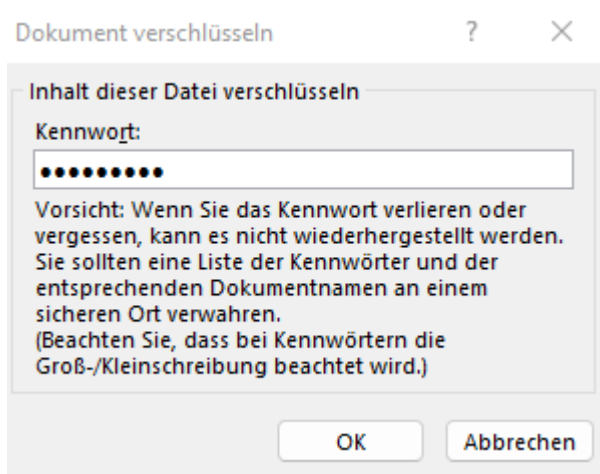 Dokument verschlüsseln ? ×
Inhalt dieser Datei verschlüsseln
Kennwort:
●●●●●●●●●
Vorsicht: Wenn Sie das Kennwort verlieren oder
vergessen, kann es nicht wiederhergestellt werden.
Sie sollten eine Liste der Kennwörter und der
entsprechenden Dokumentnamen an einem
sicheren Ort verwahren.
(Beachten Sie, dass bei Kennwörtern die
Groß-/Kleinschreibung beachtet wird.)
OK Abbrechen